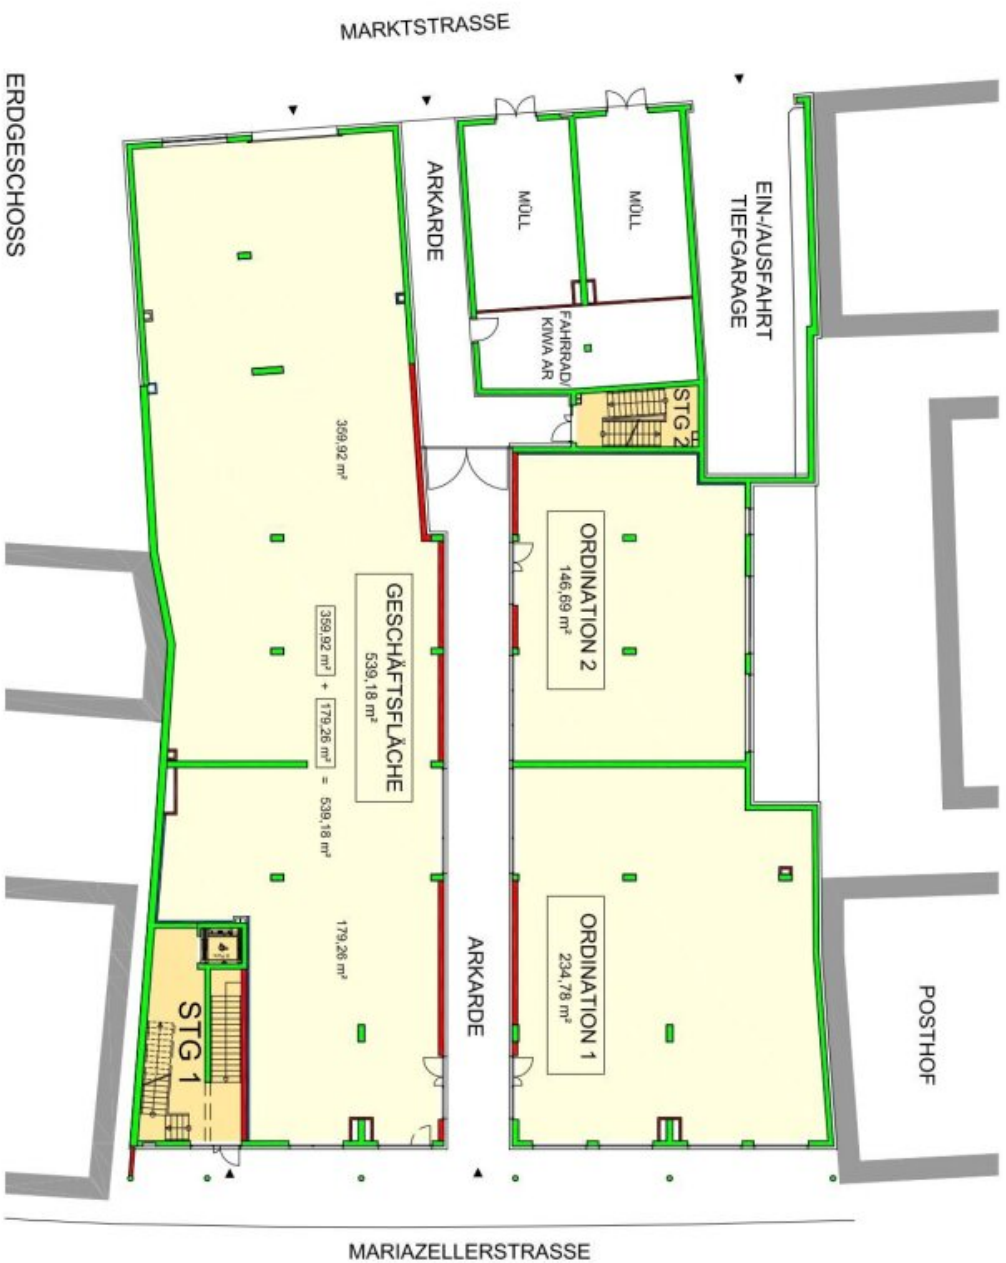 MARKTSTRASSE
ERDGESCHOSS
ARKARDE
MÜLL
MÜLL
EIN-/AUSFAHRT
TIEFGARAGE
FAHRRAD/
KIWA AR
STG 2
359,92 m²
ORDINATION 2
146,69 m²
GESCHÄFTSFLÄCHE
539,18 m²
359,92 m² + 179,26 m² = 539,18 m²
179,26 m²
ARKARDE
ORDINATION 1
234,78 m²
POSTHOF
STG 1
MARIAZELLERSTRASSE